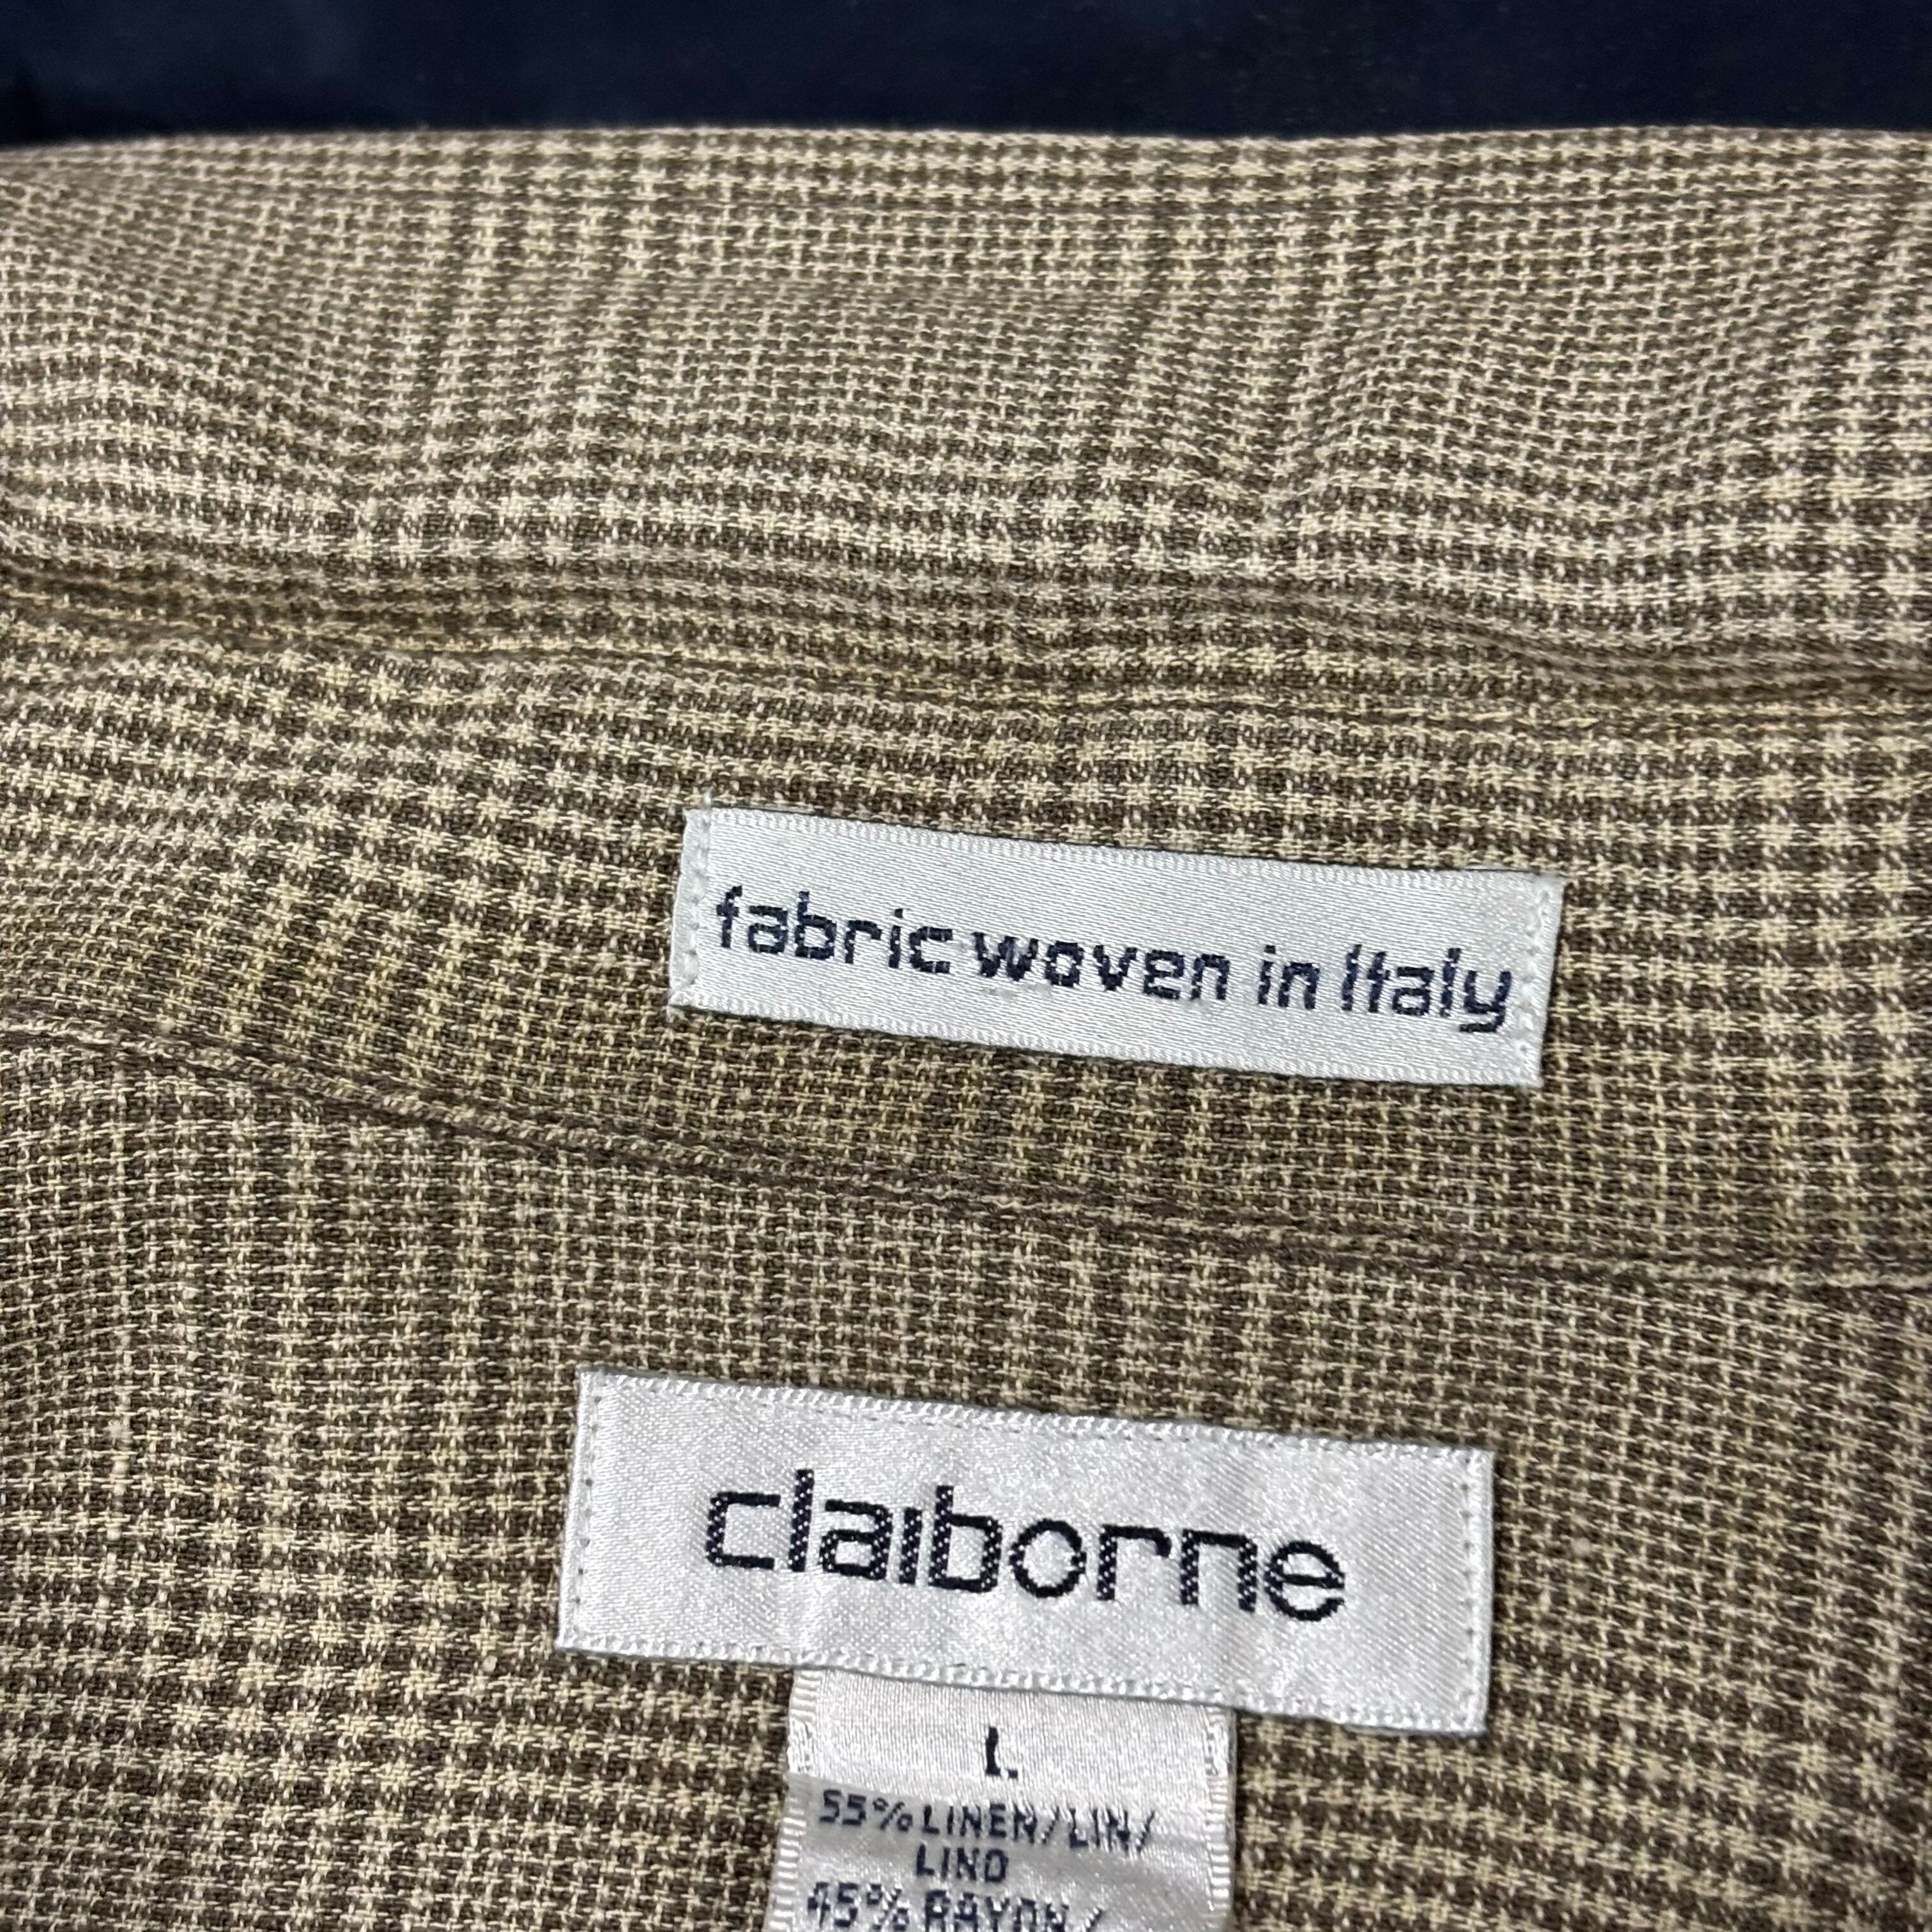 fabric woven in Italy
claiborne
L
55% LINEN/LIN/
LINO
45% RAYON/